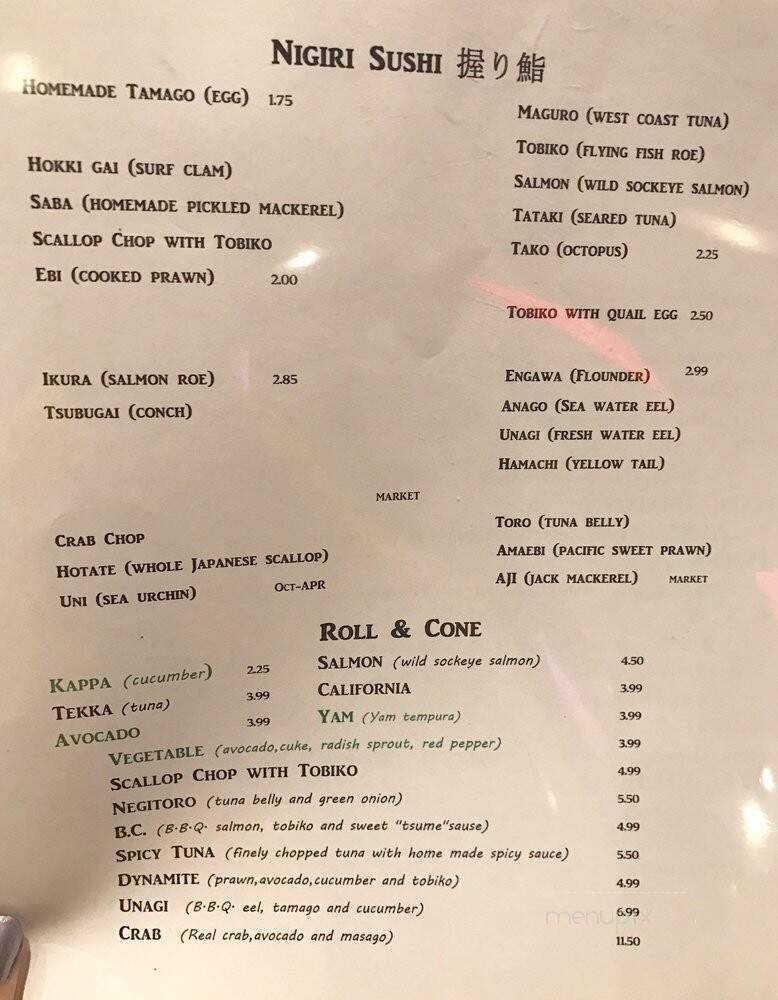 NIGIRI SUSHI 握り鮨
HOMEMADE TAMAGO (EGG) 1.75
HOKKI GAI (SURF CLAM)
SABA (HOMEMADE PICKLED MACKEREL)
SCALLOP CHOP WITH TOBIKO
EBI (COOKED PRAWN) 2.00
IKURA (SALMON ROE) 2.85
TSUBUGAI (CONCH)
MARKET
CRAB CHOP
HOTATE (WHOLE JAPANESE SCALLOP)
UNI (SEA URCHIN) OCT-APR
MAGURO (WEST COAST TUNA)
TOBIKO (FLYING FISH ROE)
SALMON (WILD SOCKEYE SALMON)
TATAKI (SEARED TUNA)
TAKO (OCTOPUS) 2.25
TOBIKO WITH QUAIL EGG 2.50
ENGAWA (FLOUNDER) 2.99
ANAGO (SEA WATER EEL)
UNAGI (FRESH WATER EEL)
HAMACHI (YELLOW TAIL)
TORO (TUNA BELLY)
AMAEBI (PACIFIC SWEET PRAWN)
AJI (JACK MACKEREL) MARKET
ROLL & CONE
KAPPA (cucumber) 2.25
TEKKA (tuna) 3.99
AVOCADO 3.99
SALMON (wild sockeye salmon) 4.50
CALIFORNIA 3.99
YAM (Yam tempura) 3.99
VEGETABLE (avocado,cuke, radish sprout, red pepper) 3.99
SCALLOP CHOP WITH TOBIKO 4.99
NEGITORO (tuna belly and green onion) 5.50
B.C. (B·B·Q· salmon, tobiko and sweet "tsume"sause) 4.99
SPICY TUNA (finely chopped tuna with home made spicy sauce) 5.50
DYNAMITE (prawn,avocado,cucumber and tobiko) 4.99
UNAGI (B·B·Q· eel, tamago and cucumber) 6.99
CRAB (Real crab,avocado and masago) 11.50
menupix